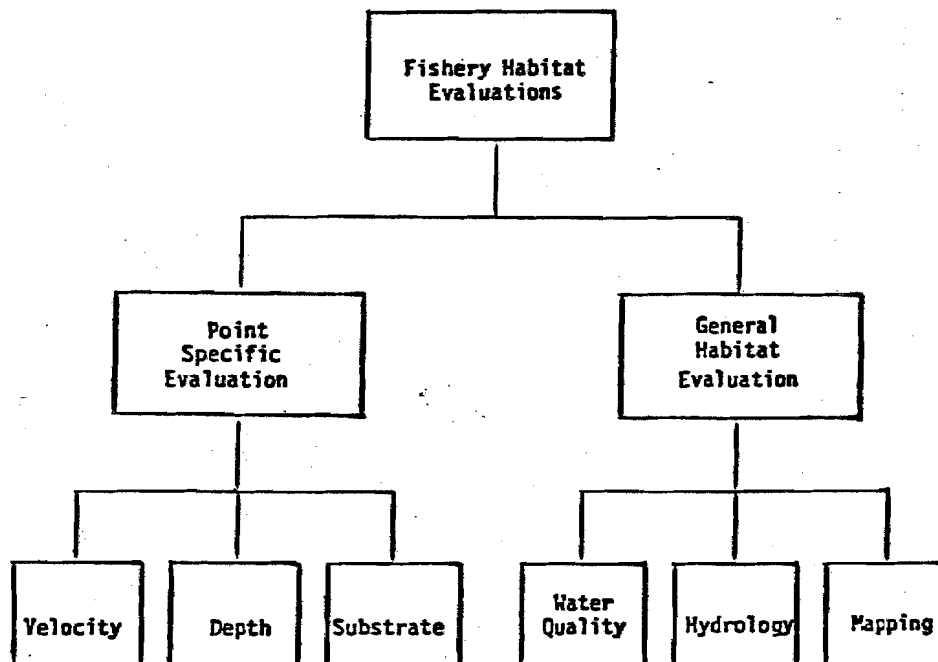 Fishery Habitat
Evaluations
Point
Specific
Evaluation
General
Habitat
Evaluation
Velocity
Depth
Substrate
Water
Quality
Hydrology
Mapping